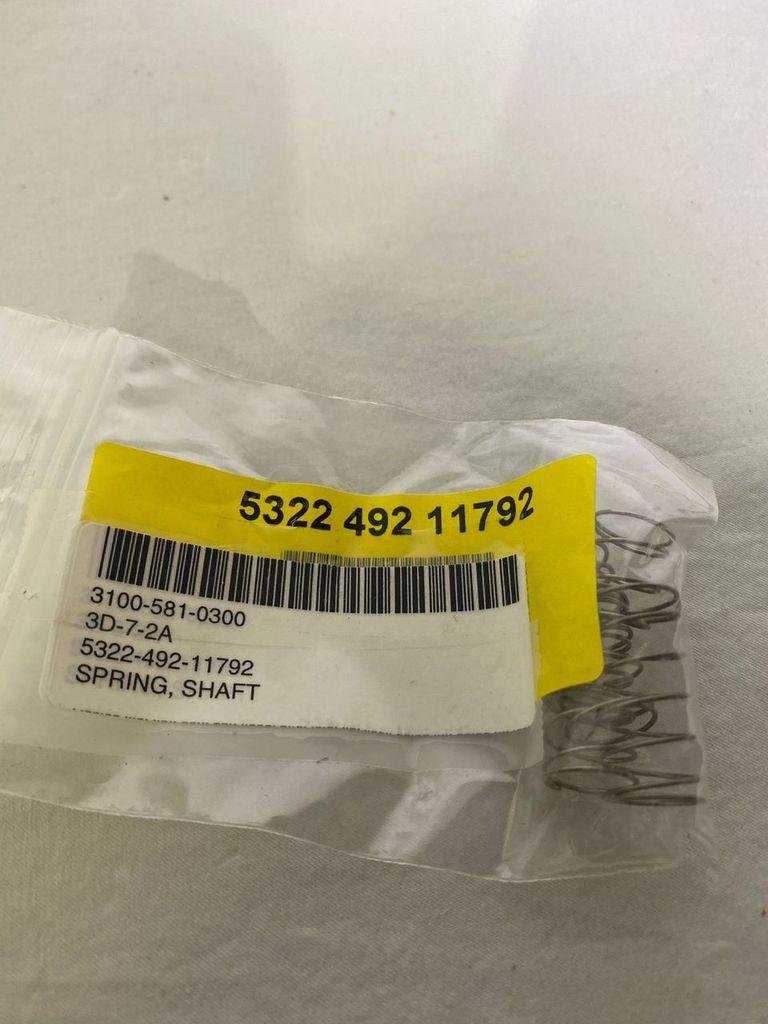 5322 492 11792
3100-581-0300
3D-7-2A
5322-492-11792
SPRING, SHAFT